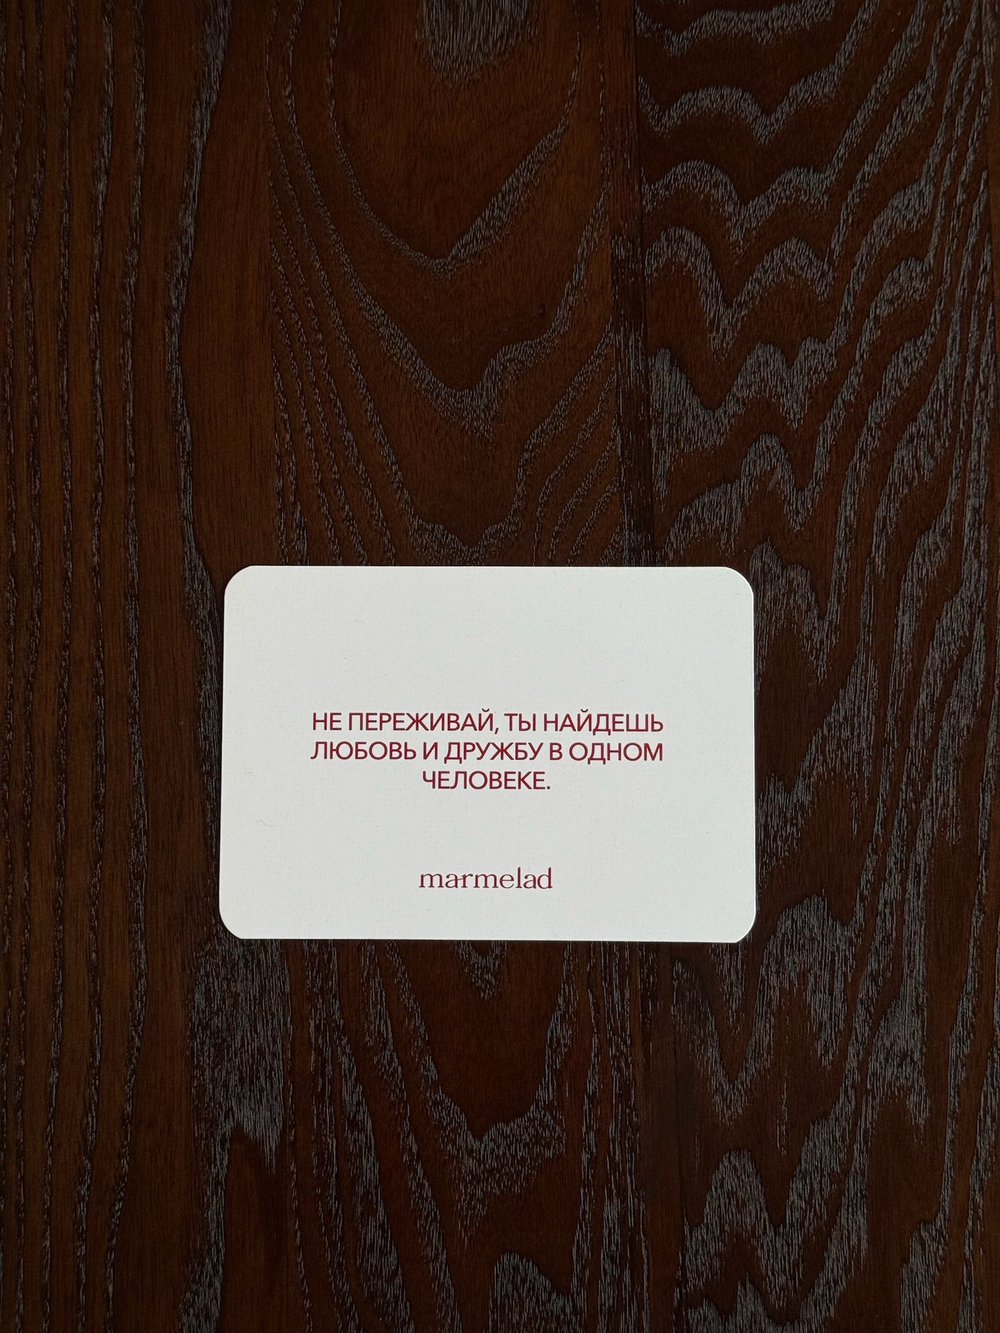 НЕ ПЕРЕЖИВАЙ, ТЫ НАЙДЕШЬ
ЛЮБОВЬ И ДРУЖБУ В ОДНОМ
ЧЕЛОВЕКЕ.
marmelad